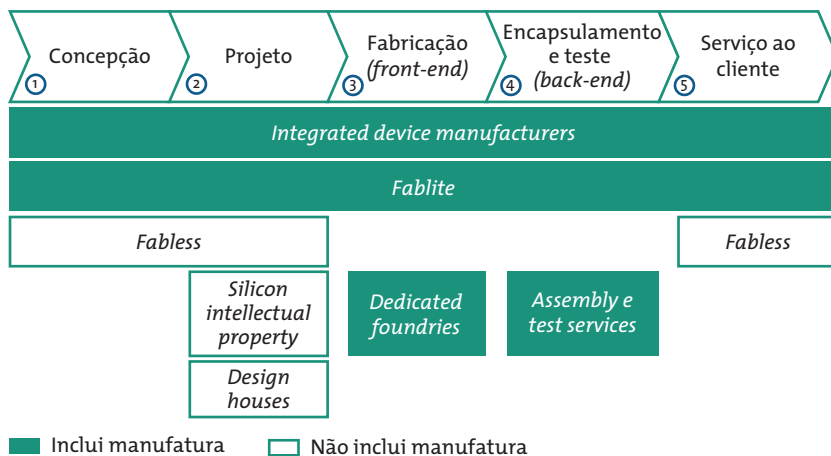 Concepção
1
Projeto
2
Fabricação
(front-end)
3
Encapsulamento
e teste
(back-end)
4
Serviço ao
cliente
5
Integrated device manufacturers
Fablite
Fabless
Fabless
Silicon
intellectual
property
Dedicated
foundries
Assembly e
test services
Design
houses
Inclui manufatura
Não inclui manufatura